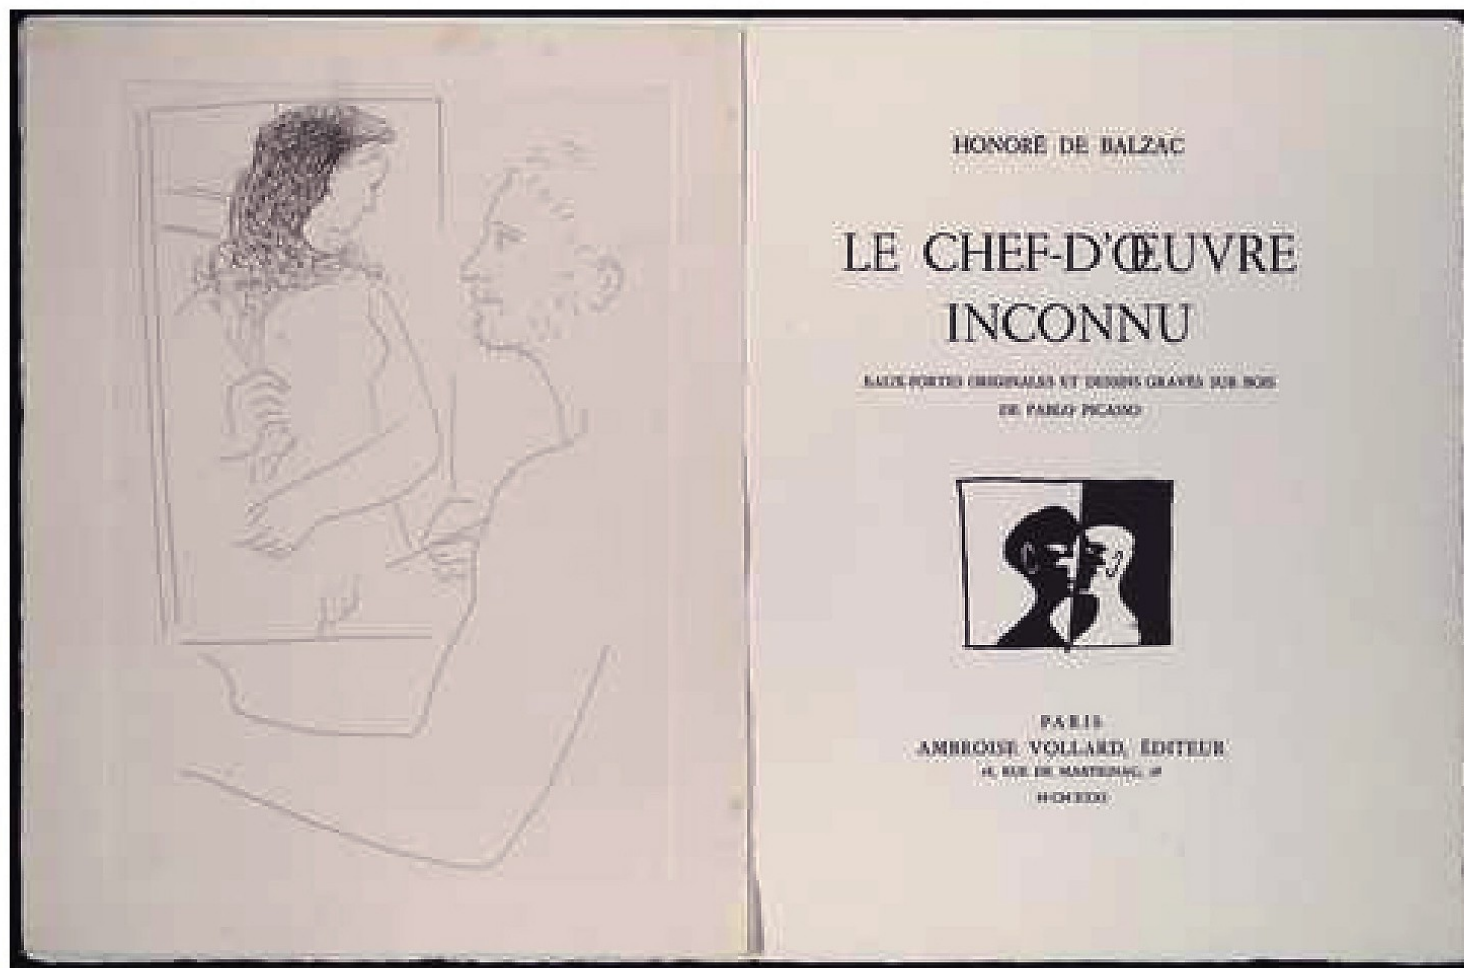 HONORÉ DE BALZAC
LE CHEF-D'ŒUVRE
INCONNU
EAUX-FORTES ORIGINALES ET DESSINS GRAVÉS SUR BOIS
DE PABLO PICASSO
PARIS
AMBROISE VOLLARD, ÉDITEUR
RUE DE MARTIGNAC,